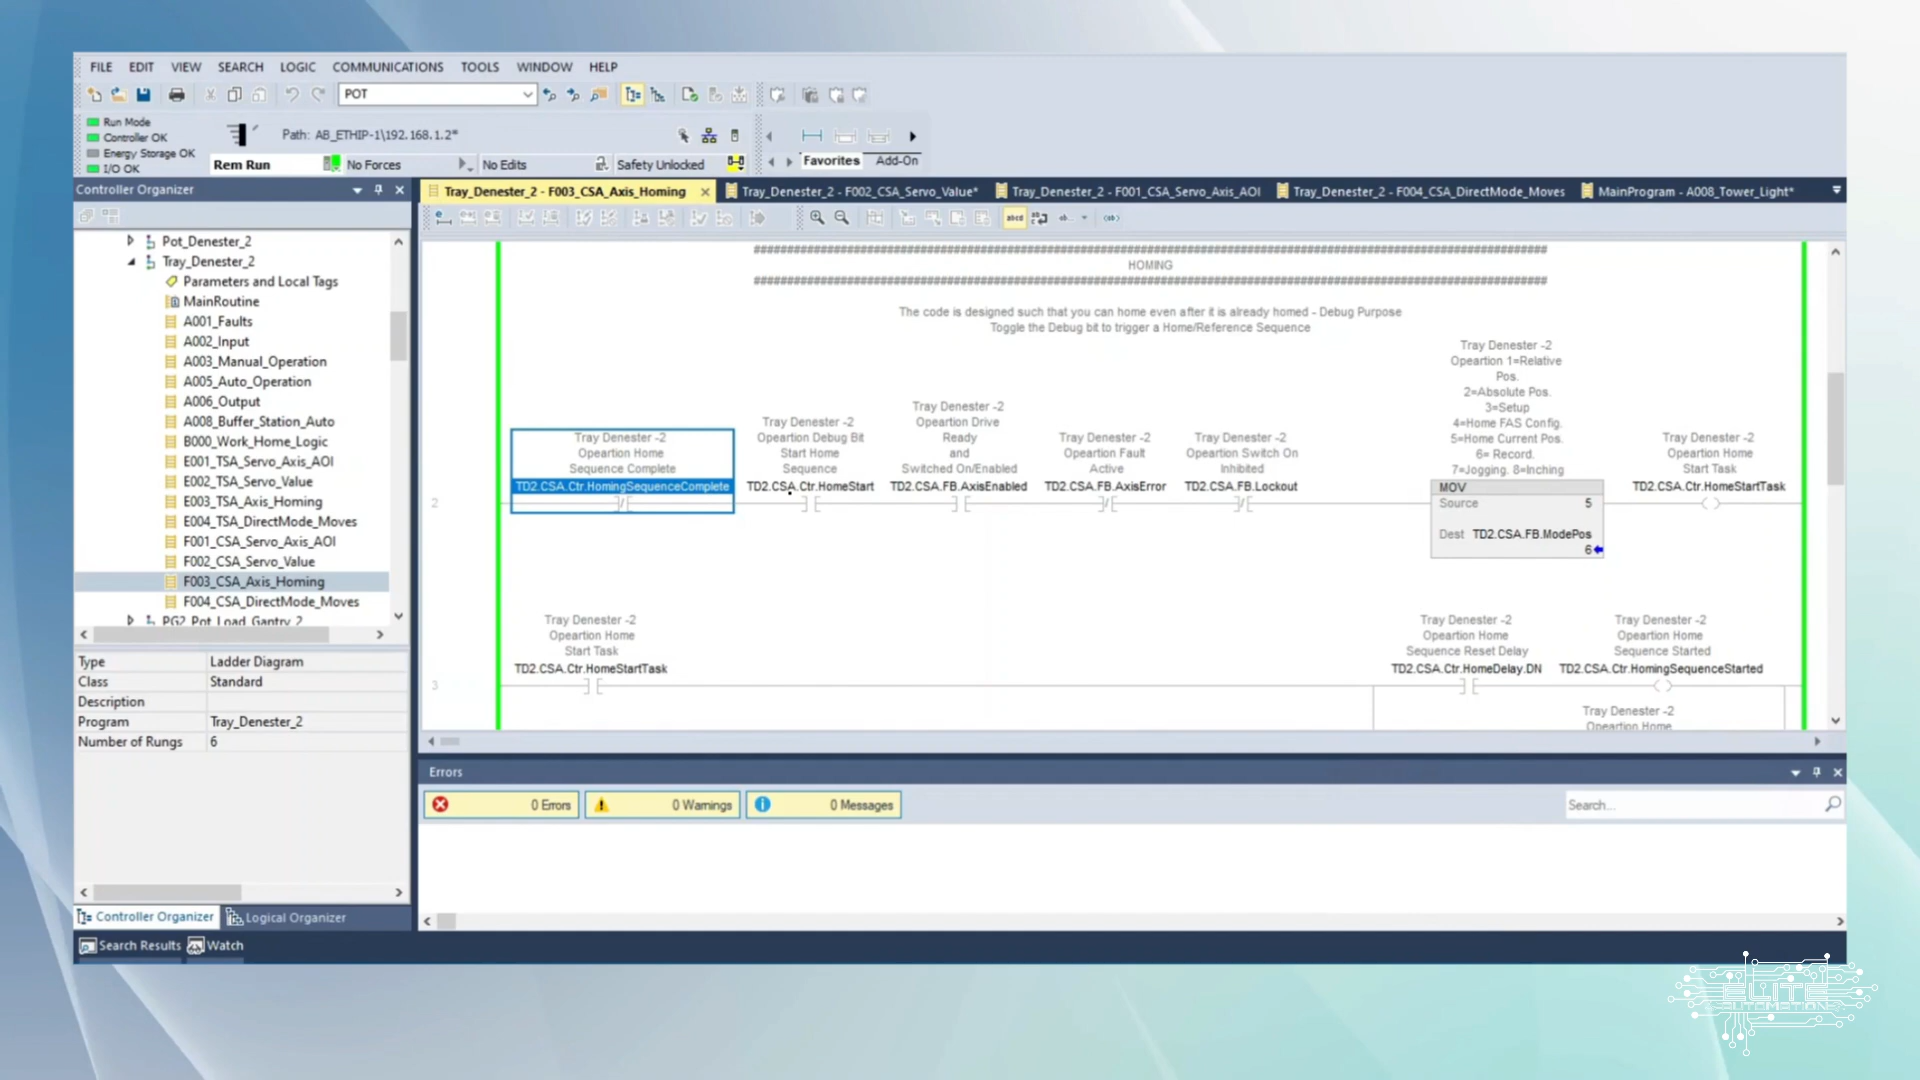 FILE EDIT VIEW SEARCH LOGIC COMMUNICATIONS TOOLS WINDOW HELP
POT
Run Mode
Controller OK
Energy Storage OK
I/O OK
Path: AB_ETHIP-1\192.168.1.2*
Rem Run No Forces No Edits Safety Unlocked
Favorites Add-On
Controller Organizer
Tray_Denester_2 - F003_CSA_Axis_Homing
Tray_Denester_2 - F002_CSA_Servo_Value*
Tray_Denester_2 - F001_CSA_Servo_Axis_AOI
Tray_Denester_2 - F004_CSA_DirectMode_Moves
MainProgram - A008_Tower_Light*
Pot_Denester_2
Tray_Denester_2
Parameters and Local Tags
MainRoutine
A001_Faults
A002_Input
A003_Manual_Operation
A005_Auto_Operation
A006_Output
A008_Buffer_Station_Auto
B000_Work_Home_Logic
E001_TSA_Servo_Axis_AOI
E002_TSA_Servo_Value
E003_TSA_Axis_Homing
E004_TSA_DirectMode_Moves
F001_CSA_Servo_Axis_AOI
F002_CSA_Servo_Value
F003_CSA_Axis_Homing
F004_CSA_DirectMode_Moves
PG2_Pot_Load_Gantry_2
Type Ladder Diagram
Class Standard
Description
Program Tray_Denester_2
Number of Rungs 6
Controller Organizer Logical Organizer
Search Results Watch
HOMING
The code is designed such that you can home even after it is already homed - Debug Purpose
Toggle the Debug bit to trigger a Home/Reference Sequence
2
Tray Denester -2
Opeartion Home
Sequence Complete
TD2.CSA.Ctr.HomingSequenceComplete
Tray Denester -2
Opeartion Debug Bit
Start Home
Sequence
TD2.CSA.Ctr.HomeStart
Tray Denester -2
Opeartion Drive
Ready
and
Switched On/Enabled
TD2.CSA.FB.AxisEnabled
Tray Denester -2
Opeartion Fault
Active
TD2.CSA.FB.AxisError
Tray Denester -2
Opeartion Switch On
Inhibited
TD2.CSA.FB.Lockout
Tray Denester -2
Opeartion 1=Relative
Pos.
2=Absolute Pos.
3=Setup
4=Home FAS Config.
5=Home Current Pos.
6= Record.
7=Jogging. 8=Inching
MOV
Source 5
Dest TD2.CSA.FB.ModePos
6
Tray Denester -2
Opeartion Home
Start Task
TD2.CSA.Ctr.HomeStartTask
3
Tray Denester -2
Opeartion Home
Start Task
TD2.CSA.Ctr.HomeStartTask
Tray Denester -2
Opeartion Home
Sequence Reset Delay
TD2.CSA.Ctr.HomeDelay.DN
Tray Denester -2
Opeartion Home
Sequence Started
TD2.CSA.Ctr.HomingSequenceStarted
Tray Denester -2
Opeartion Home
Errors
0 Errors 0 Warnings 0 Messages
Search...
ELITE
AUTOMATION